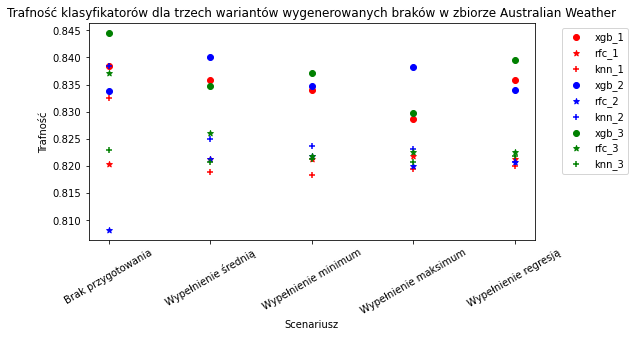 Trafność klasyfikatorów dla trzech wariantów wygenerowanych braków w zbiorze Australian Weather
0.845
0.840
0.835
0.830
0.825
0.820
0.815
0.810
Trafność
Brak przygotowania
Wypełnienie średnią
Wypełnienie minimum
Wypełnienie maksimum
Wypełnienie regresją
Scenariusz
xgb_1
rfc_1
knn_1
xgb_2
rfc_2
knn_2
xgb_3
rfc_3
knn_3